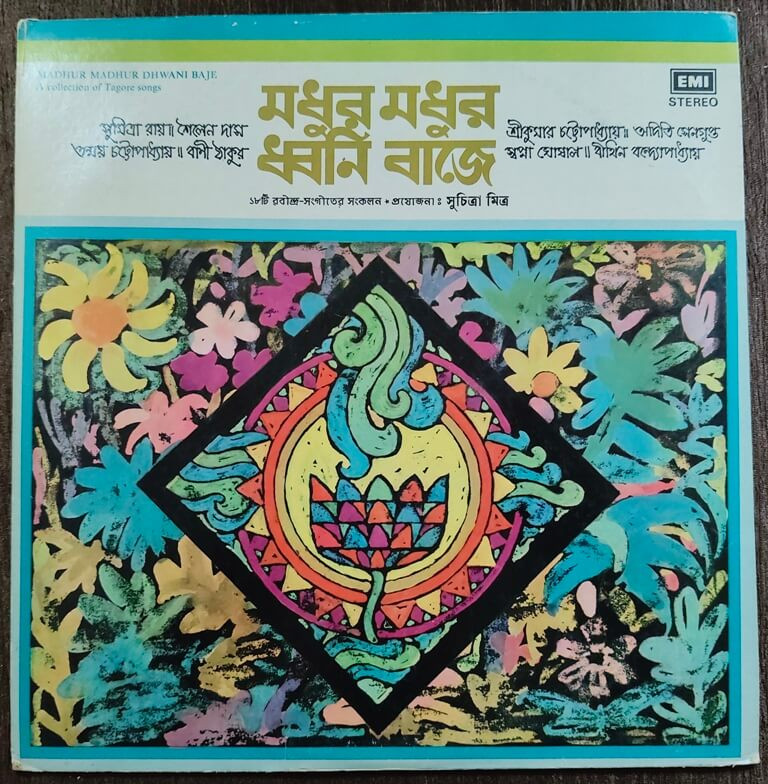 MADHUR MADHUR DHWANI BAJE
A collection of Tagore songs
মধুর মধুর
ধ্বনি বাজে
EMI
STEREO
সুমিত্রা রায়॥ শৈলেন দাস
তন্ময় চট্টোপাধ্যায়॥ বাণী ঠাকুর
শ্রীকুমার চট্টোপাধ্যায়॥ অদিতি সেনগুপ্ত
স্বপ্না ঘোষাল॥ বীথিন বন্দ্যোপাধ্যায়
১৮টি রবীন্দ্র-সংগীতের সংকলন • প্রযোজনা: সুচিত্রা মিত্র